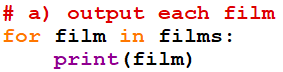 # a) output each film
for film in films:
    print(film)